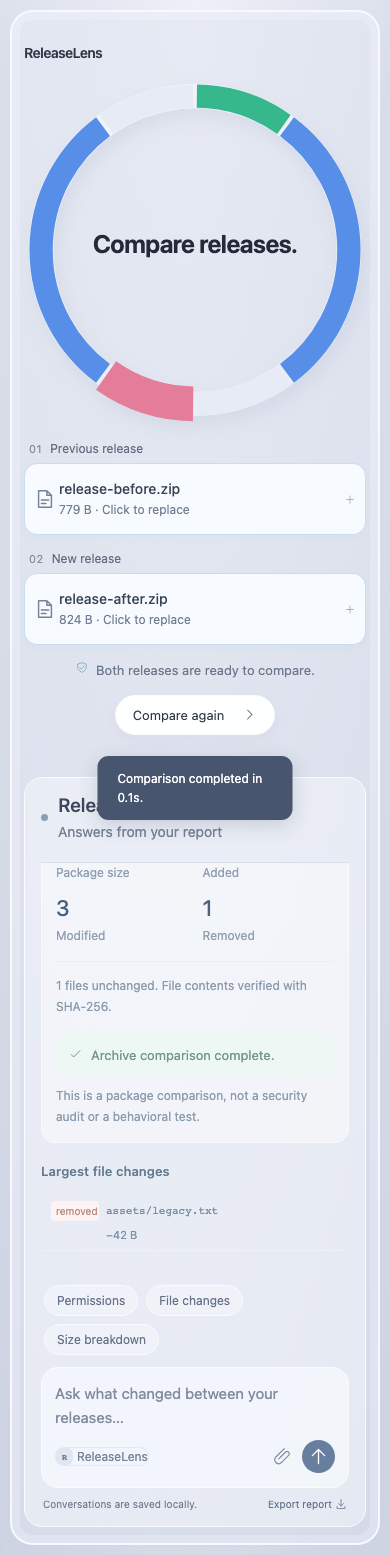 ReleaseLens
Compare releases.
01 Previous release
release-before.zip
779 B · Click to replace
+
02 New release
release-after.zip
824 B · Click to replace
+
Both releases are ready to compare.
Compare again
Comparison completed in
0.1s.
Answers from your report
Package size
Added
3
1
Modified
Removed
1 files unchanged. File contents verified with
SHA-256.
Archive comparison complete.
This is a package comparison, not a security
audit or a behavioral test.
Largest file changes
removed assets/legacy.txt
−42 B
Permissions
File changes
Size breakdown
Ask what changed between your
releases...
R ReleaseLens
Conversations are saved locally.
Export report